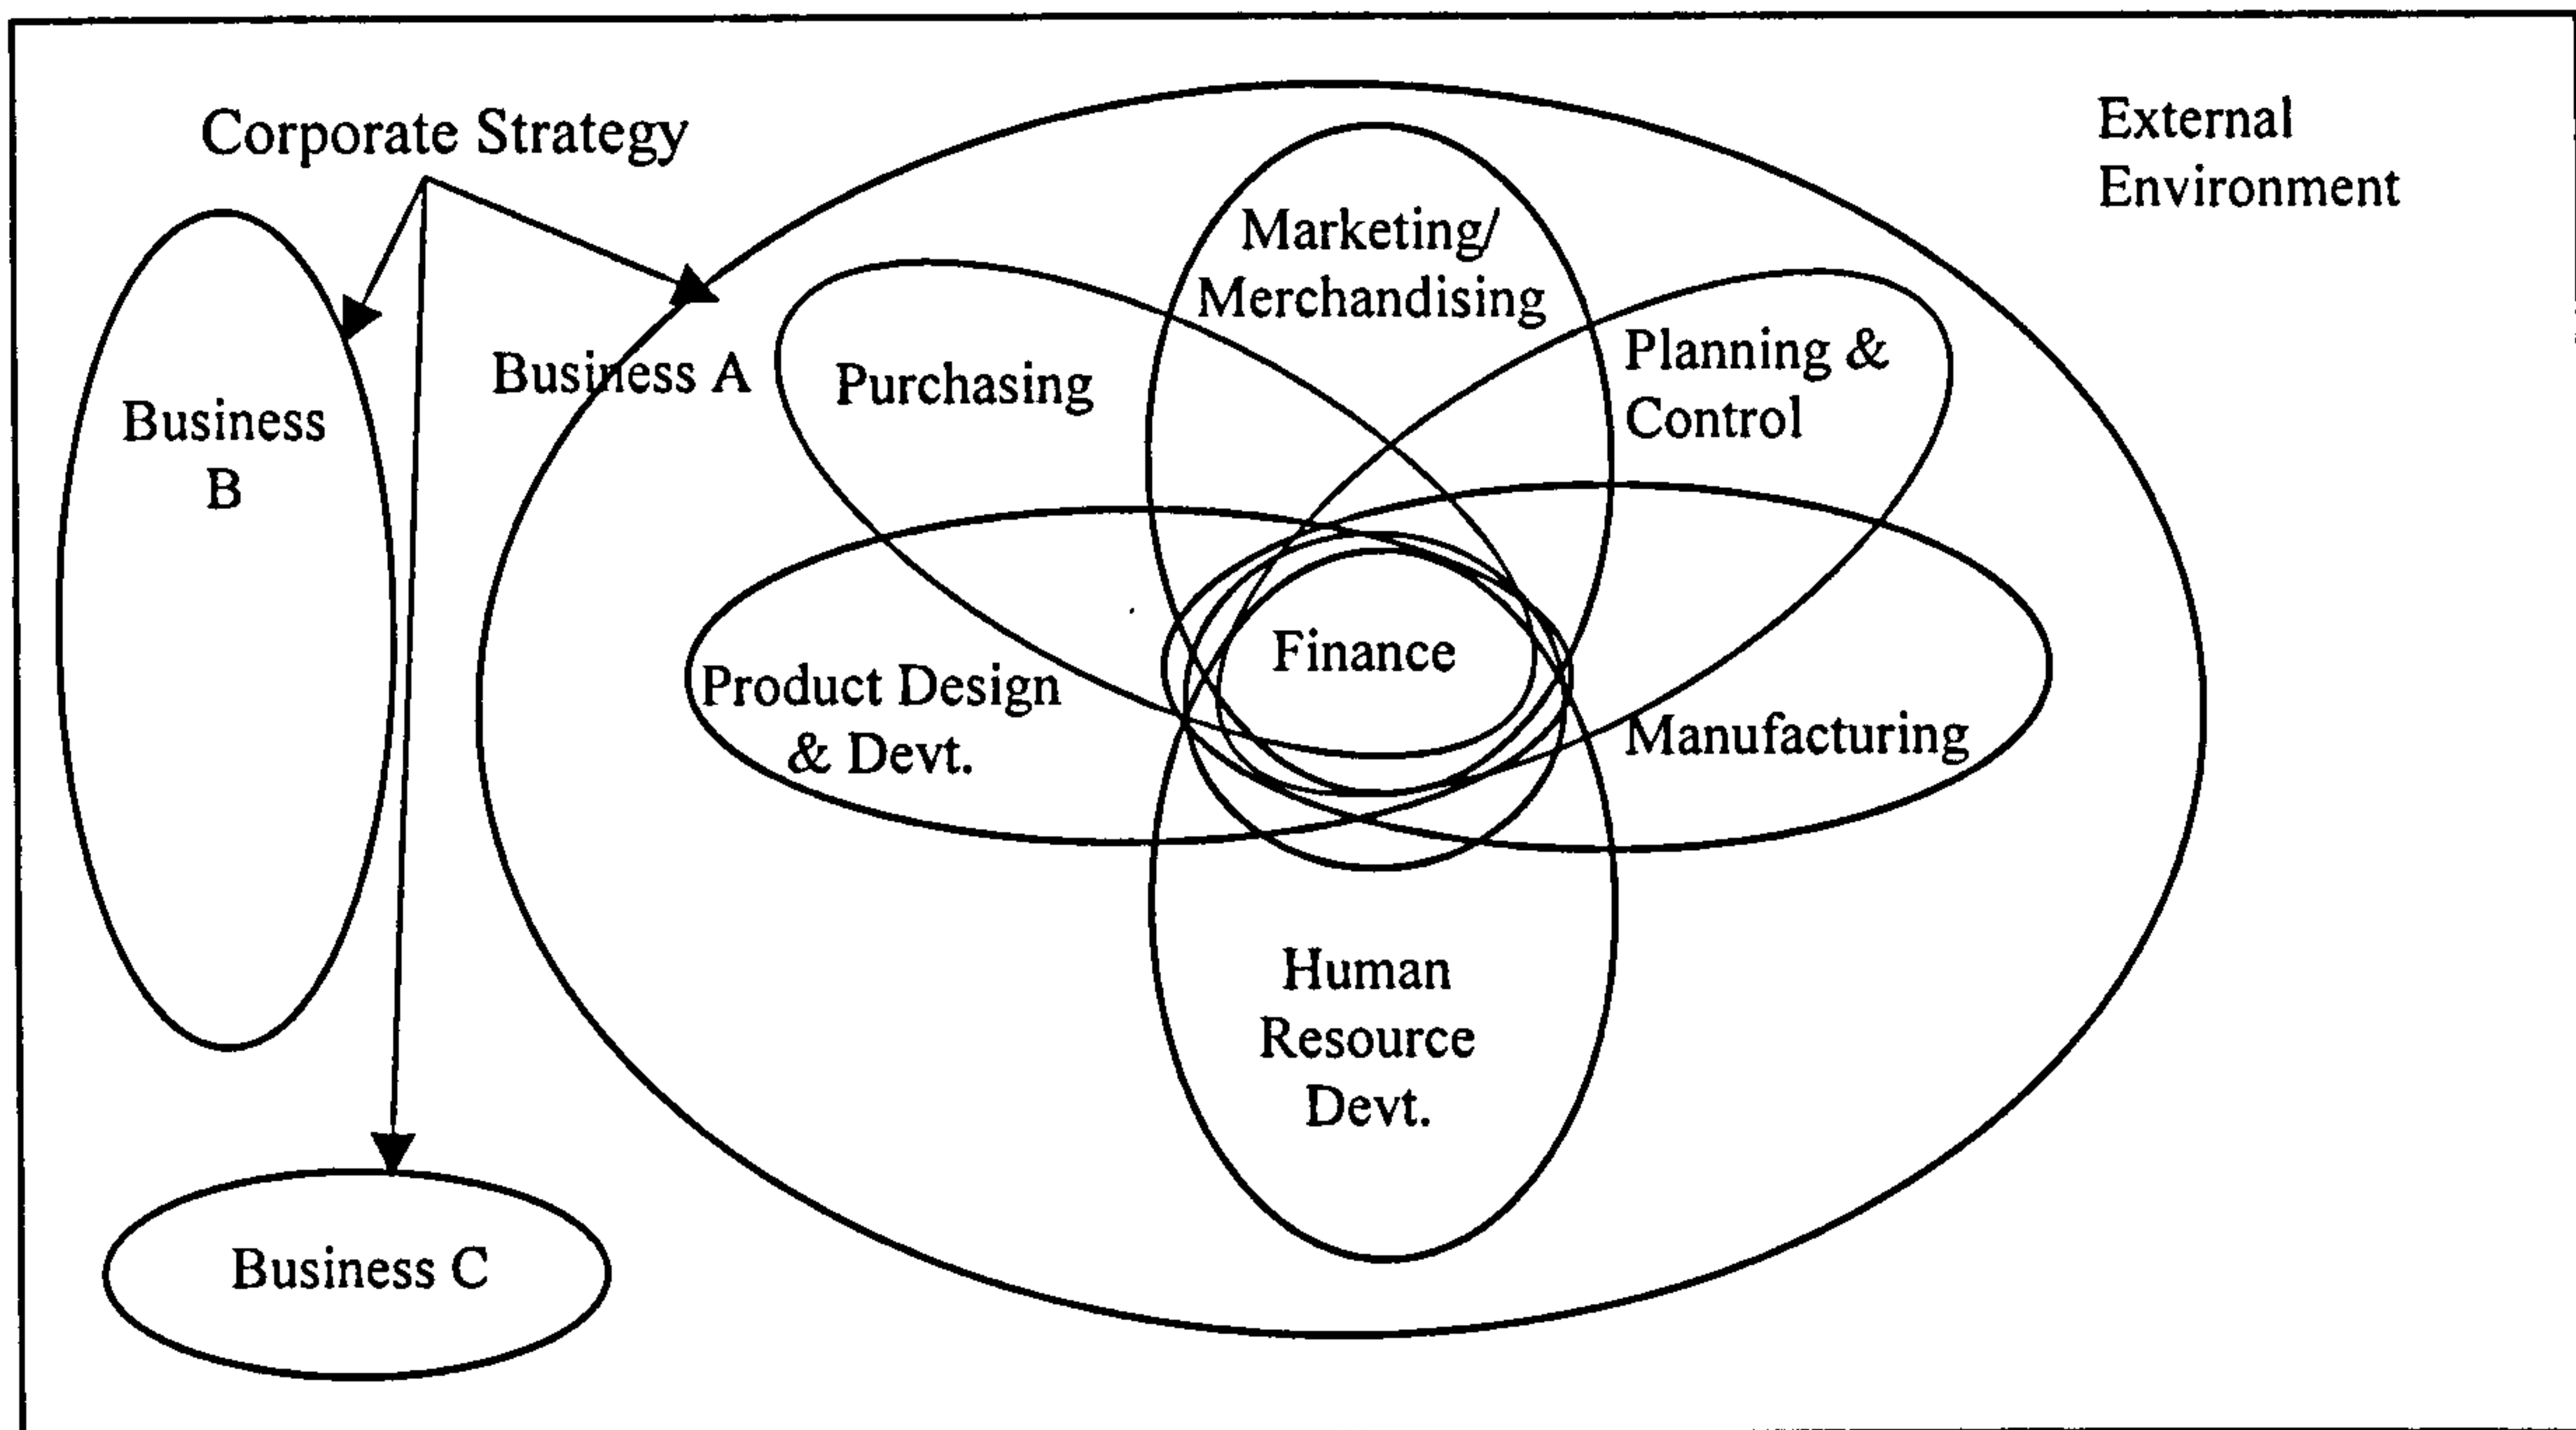 Corporate Strategy
External
Environment
Marketing/
Merchandising
Planning &
Control
Purchasing
Business A
Business
B
Finance
Product Design
& Devt.
Manufacturing
Human
Resource
Devt.
Business C